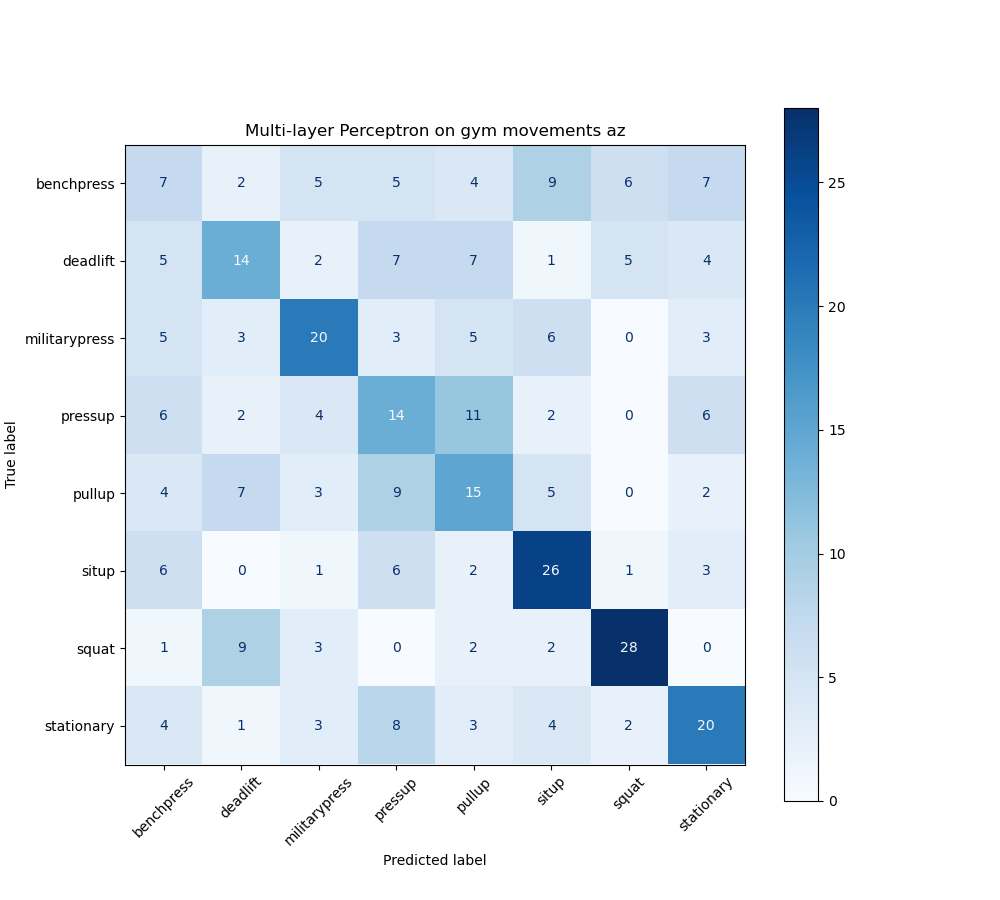 Multi-layer Perceptron on gym movements az
True label
benchpress 7 2 5 5 4 9 6 7
deadlift 5 14 2 7 7 1 5 4
militarypress 5 3 20 3 5 6 0 3
pressup 6 2 4 14 11 2 0 6
pullup 4 7 3 9 15 5 0 2
situp 6 0 1 6 2 26 1 3
squat 1 9 3 0 2 2 28 0
stationary 4 1 3 8 3 4 2 20
benchpress deadlift militarypress pressup pullup situp squat stationary
Predicted label
25
20
15
10
5
0